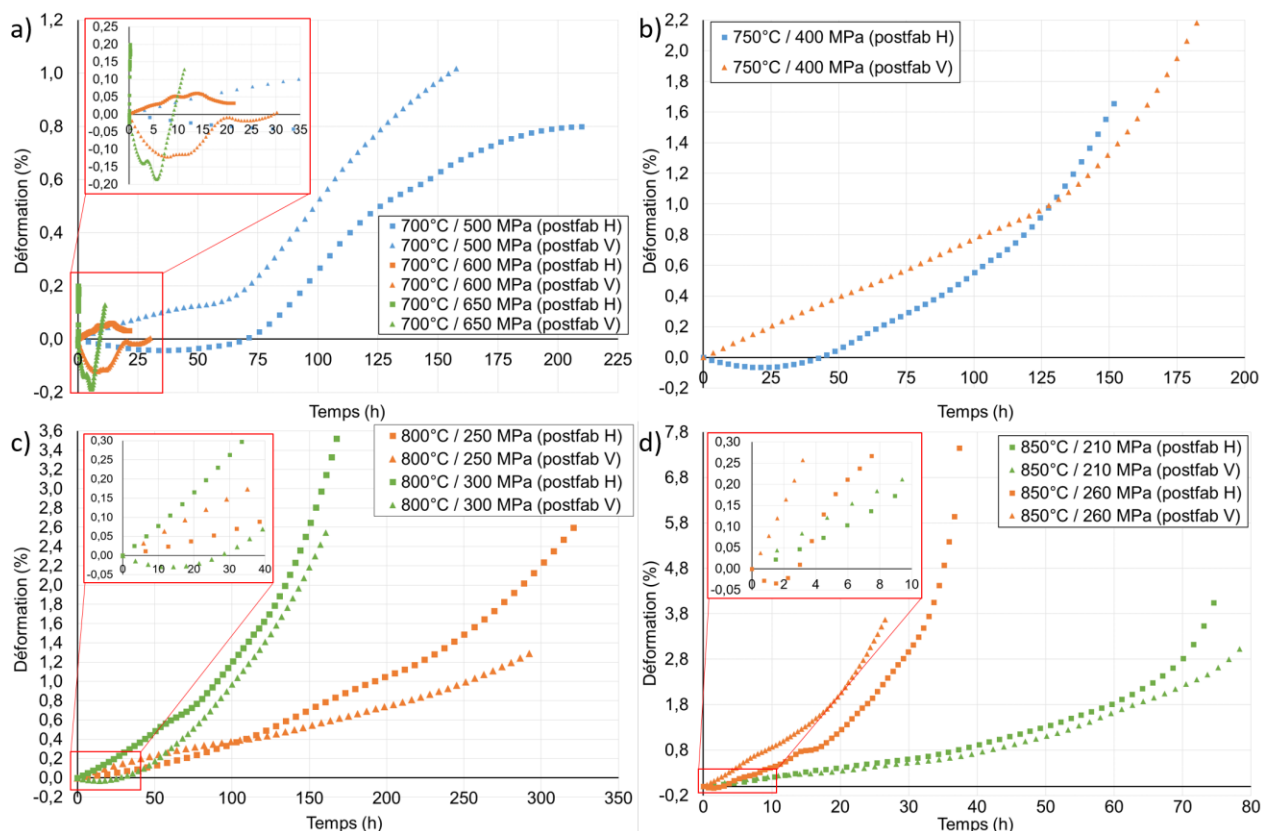 a)
1,2
1,0
0,8
0,6
0,4
0,2
0,0
-0,2
Déformation (%)
0,25
0,20
0,15
0,10
0,05
0,00
-0,05
-0,10
-0,15
-0,20
0 5 10 15 20 25 30 35
700°C / 500 MPa (postfab H)
700°C / 500 MPa (postfab V)
700°C / 600 MPa (postfab H)
700°C / 600 MPa (postfab V)
700°C / 650 MPa (postfab H)
700°C / 650 MPa (postfab V)
0 25 50 75 100 125 150 175 200 225
Temps (h)
b)
2,2
2,0
1,8
1,6
1,4
1,2
1,0
0,8
0,6
0,4
0,2
0,0
-0,2
Déformation (%)
750°C / 400 MPa (postfab H)
750°C / 400 MPa (postfab V)
0 25 50 75 100 125 150 175 200
Temps (h)
c)
3,6
3,4
3,2
3,0
2,8
2,6
2,4
2,2
2,0
1,8
1,6
1,4
1,2
1,0
0,8
0,6
0,4
0,2
0,0
-0,2
Déformation (%)
0,30
0,25
0,20
0,15
0,10
0,05
0,00
-0,05
0 10 20 30 40
800°C / 250 MPa (postfab H)
800°C / 250 MPa (postfab V)
800°C / 300 MPa (postfab H)
800°C / 300 MPa (postfab V)
0 50 100 150 200 250 300 350
Temps (h)
d)
7,8
6,8
5,8
4,8
3,8
2,8
1,8
0,8
-0,2
Déformation (%)
0,30
0,25
0,20
0,15
0,10
0,05
0,00
-0,05
0 2 4 6 8 10
850°C / 210 MPa (postfab H)
850°C / 210 MPa (postfab V)
850°C / 260 MPa (postfab H)
850°C / 260 MPa (postfab V)
0 10 20 30 40 50 60 70 80
Temps (h)